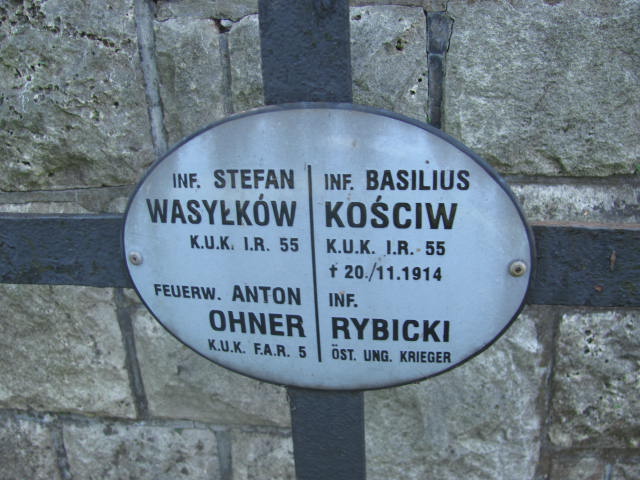 INF. STEFAN
WASYŁKÓW
K.U.K. I.R. 55
FEUERW. ANTON
OHNER
K.U.K. F.A.R. 5
INF. BASILIUS
KOŚCIW
K.U.K. I.R. 55
† 20./11.1914
INF.
RYBICKI
ÖST. UNG. KRIEGER